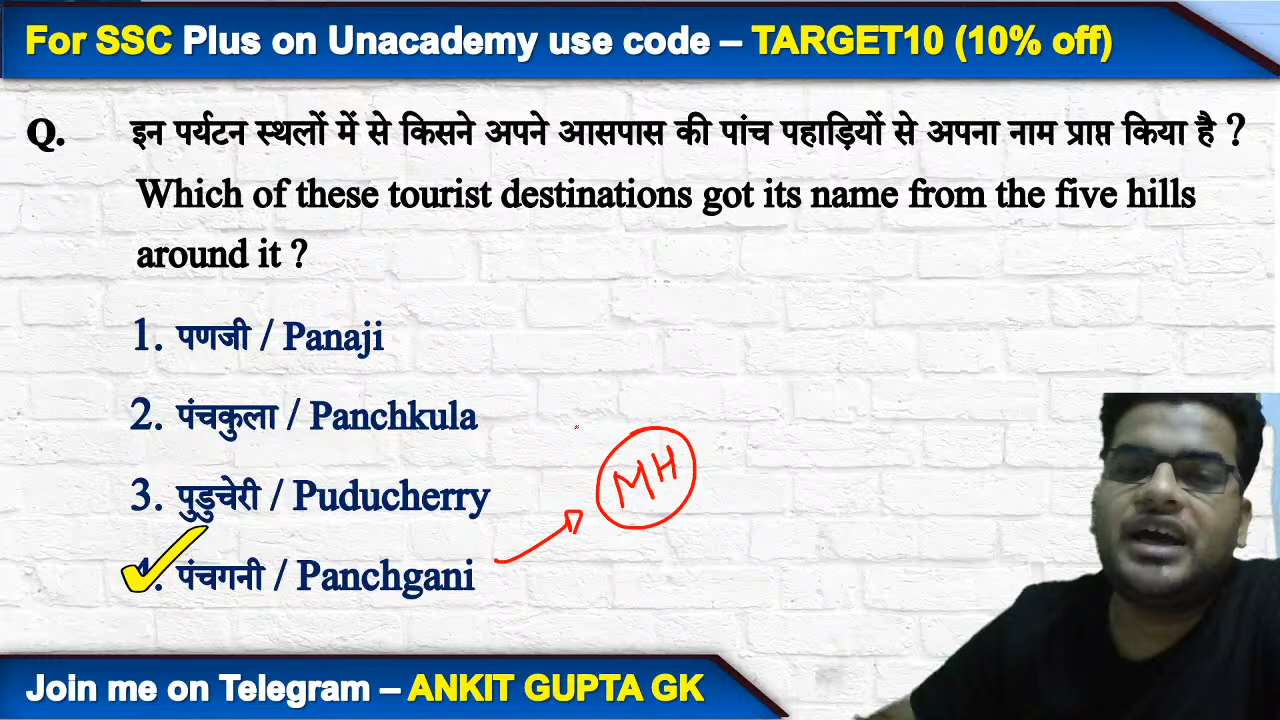 For SSC Plus on Unacademy use code – TARGET10 (10% off)
Q. इन पर्यटन स्थलों में से किसने अपने आसपास की पांच पहाड़ियों से अपना नाम प्राप्त किया है ?
Which of these tourist destinations got its name from the five hills
around it ?
1. पणजी / Panaji
2. पंचकुला / Panchkula
3. पुडुचेरी / Puducherry
MH
4. पंचगनी / Panchgani
Join me on Telegram – ANKIT GUPTA GK